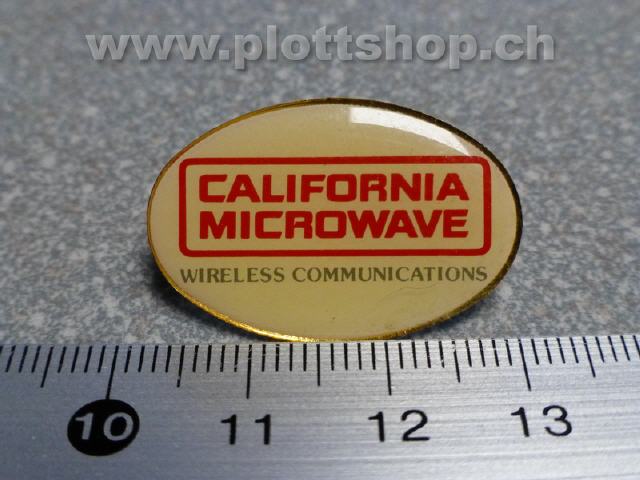 www.plottshop.ch
CALIFORNIA
MICROWAVE
WIRELESS COMMUNICATIONS
10 11 12 13